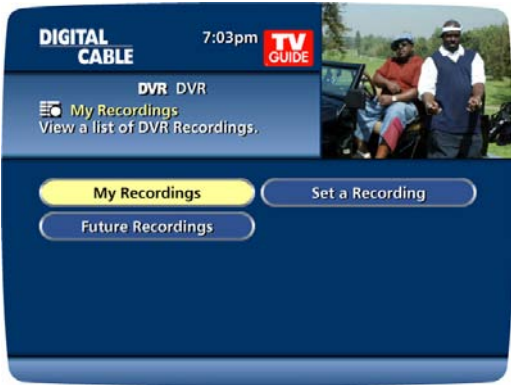 DIGITAL
CABLE
7:03pm
TV
GUIDE
DVR DVR
My Recordings
View a list of DVR Recordings.
My Recordings
Set a Recording
Future Recordings